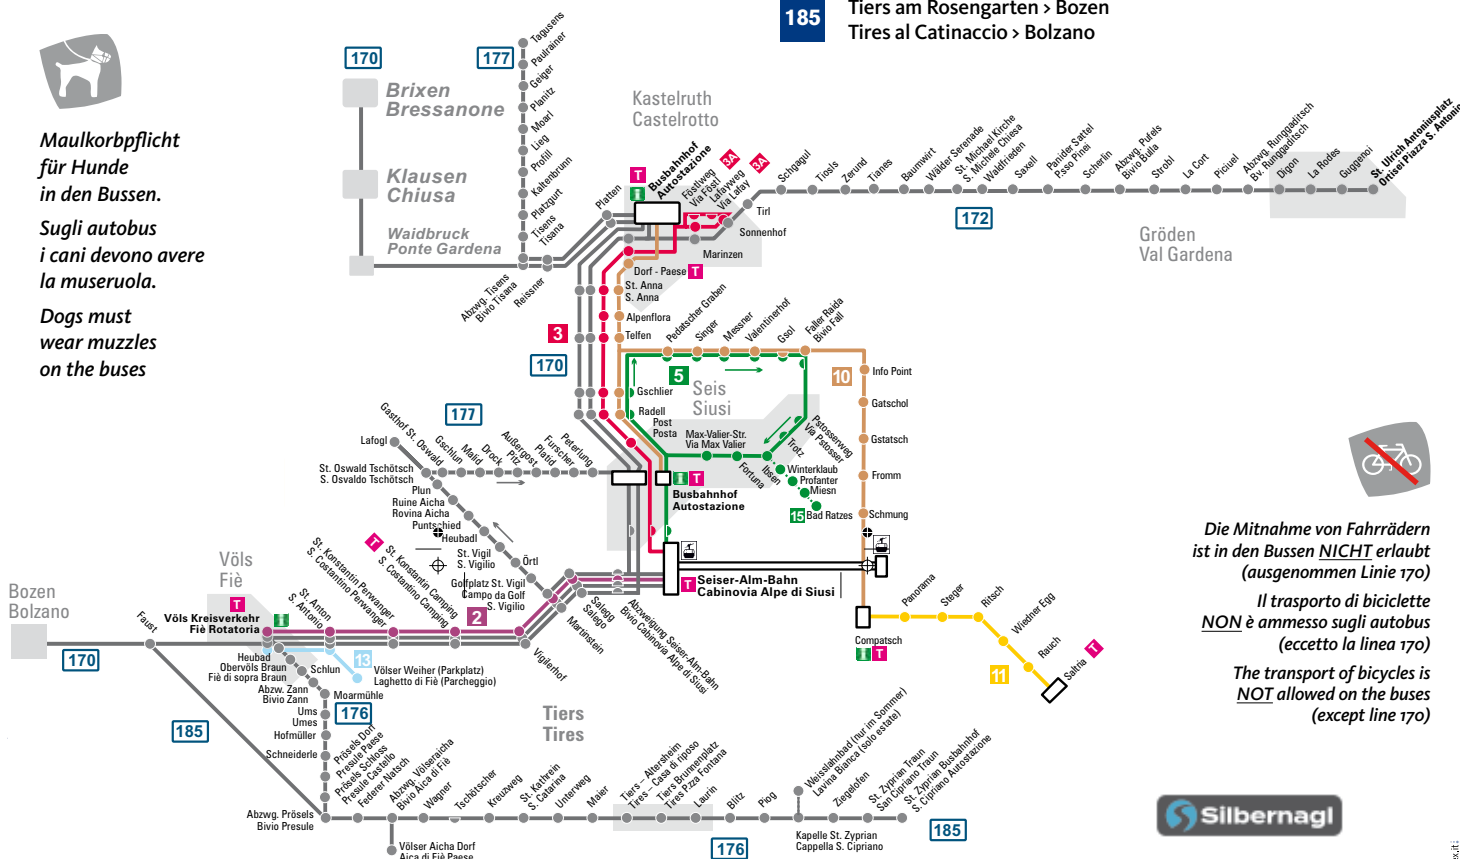 185
Tiers am Rosengarten > Bozen
Tires al Catinaccio > Bolzano
Maulkorbpflicht
für Hunde
in den Bussen.
Sugli autobus
i cani devono avere
la museruola.
Dogs must
wear muzzles
on the buses
170
177
Brixen
Bressanone
Klausen
Chiusa
Waidbruck
Ponte Gardena
Tagusens
Paulrainer
Geiger
Planitz
Moarl
Lieg
Profill
Kaltenbrunn
Platzgurt
Tisens
Tisana
Abzwg. Tisens
Bivio Tisana
Reissner
Platten
Kastelruth
Castelrotto
T
Busbahnhof
Autostazione
Föstlweg
Via Föstl
3A
Lafayweg
Via Lafay
3A
Tirl
Sonnenhof
Marinzen
Schgagul
Tiosls
Zerund
Tianes
Baumwirt
Wälder Serenade
St. Michael Kirche
S. Michele Chiesa
Waldfrieden
Saxell
Panider Sattel
P.sso Pinei
Scherlin
Abzwg. Pufels
Bivio Bulla
Strobl
La Cort
Piciuel
Abzwg. Runggaditsch
Bv. Runggaditsch
Digon
La Rodes
Guggenoi
St. Ulrich Antoniusplatz
Ortisei Piazza S. Antonio
172
Gröden
Val Gardena
Dorf - Paese
T
St. Anna
S. Anna
Alpenflora
Telfen
3
170
Pedatscher Graben
Singer
Messner
Valentinerhof
Gsol
Faller Raida
Bivio Fall
5
10
Seis
Siusi
Gschlier
Radell
Post
Posta
Max-Valier-Str.
Via Max Valier
Fortuna
Ibsen
Trotz
Pstosserweg
Via Pstosser
Winterklaub
Profanter
Miesn
15
Bad Ratzes
T
Busbahnhof
Autostazione
Info Point
Gatschol
Gstatsch
Fromm
Schmung
177
Lafogl
Gasthof St. Oswald
Gschlun
Malid
Drock
Außergost
Pitz
Platid
Furscher
Peterlung
St. Oswald Tschötsch
S. Osvaldo Tschötsch
Plun
Ruine Aicha
Rovina Aicha
Puntschied
Heubadl
St. Vigil
S. Vigilio
Örtl
Golfplatz St. Vigil
Campo da Golf
S. Vigilio
2
T
Seiser-Alm-Bahn
Cabinovia Alpe di Siusi
Compatsch
T
Panorama
Steger
Ritsch
Wiedner Egg
Rauch
Saltria
T
11
Völs
Fiè
T
Völs Kreisverkehr
Fiè Rotatoria
St. Anton
S. Antonio
St. Konstantin Perwanger
S. Costantino Perwanger
T
St. Konstantin Camping
S. Costantino Camping
Vigilerhof
Martinstein
Salegg
Salego
Abzweigung Seiser-Alm-Bahn
Bivio Cabinovia Alpe di Siusi
Bozen
Bolzano
Faust
170
13
Völser Weiher (Parkplatz)
Laghetto di Fiè (Parcheggio)
Heubad
Obervöls Braun
Fiè di sopra Braun
Schlun
Abzw. Zann
Bivio Zann
Moarmühle
176
Ums
Umes
Hofmüller
Schneiderle
Prösels Dorf
Presule Paese
Prösels Schloss
Presule Castello
185
Abzwg. Prösels
Bivio Presule
Federer Natsch
Abzwg. Völseraicha
Bivio Aica di Fiè
Völser Aicha Dorf
Aica di Fiè Paese
Wagner
Tschötscher
Kreuzweg
St. Kathrein
S. Catarina
Unterweg
Maier
Tiers
Tires
Tiers – Altersheim
Tires – Casa di riposo
Tiers Brunnenplatz
Tires P.zza Fontana
Laurin
Blitz
Piog
Weisslahnbad (nur im Sommer)
Lavina Bianca (solo estate)
Kapelle St. Zyprian
Cappella S. Cipriano
Ziegelofen
St. Zyprian Traun
San Cipriano Traun
St. Zyprian Busbahnhof
S. Cipriano Autostazione
185
176
Die Mitnahme von Fahrrädern
ist in den Bussen NICHT erlaubt
(ausgenommen Linie 170)
Il trasporto di biciclette
NON è ammesso sugli autobus
(eccetto la linea 170)
The transport of bicycles is
NOT allowed on the buses
(except line 170)
Silbernagl